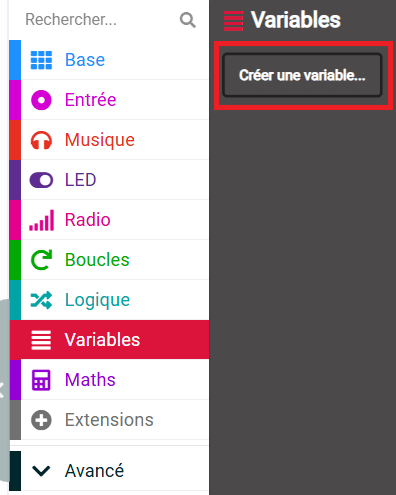 Rechercher...
Base
Entrée
Musique
LED
Radio
Boucles
Logique
Variables
Maths
Extensions
Avancé
Variables
Créer une variable...